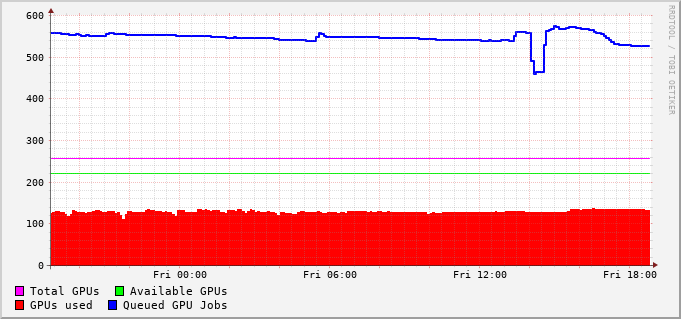 600
500
400
300
200
100
0
Fri 00:00 Fri 06:00 Fri 12:00 Fri 18:00
Total GPUs Available GPUs
GPUs used Queued GPU Jobs
RRDTOOL / TOBI OETIKER